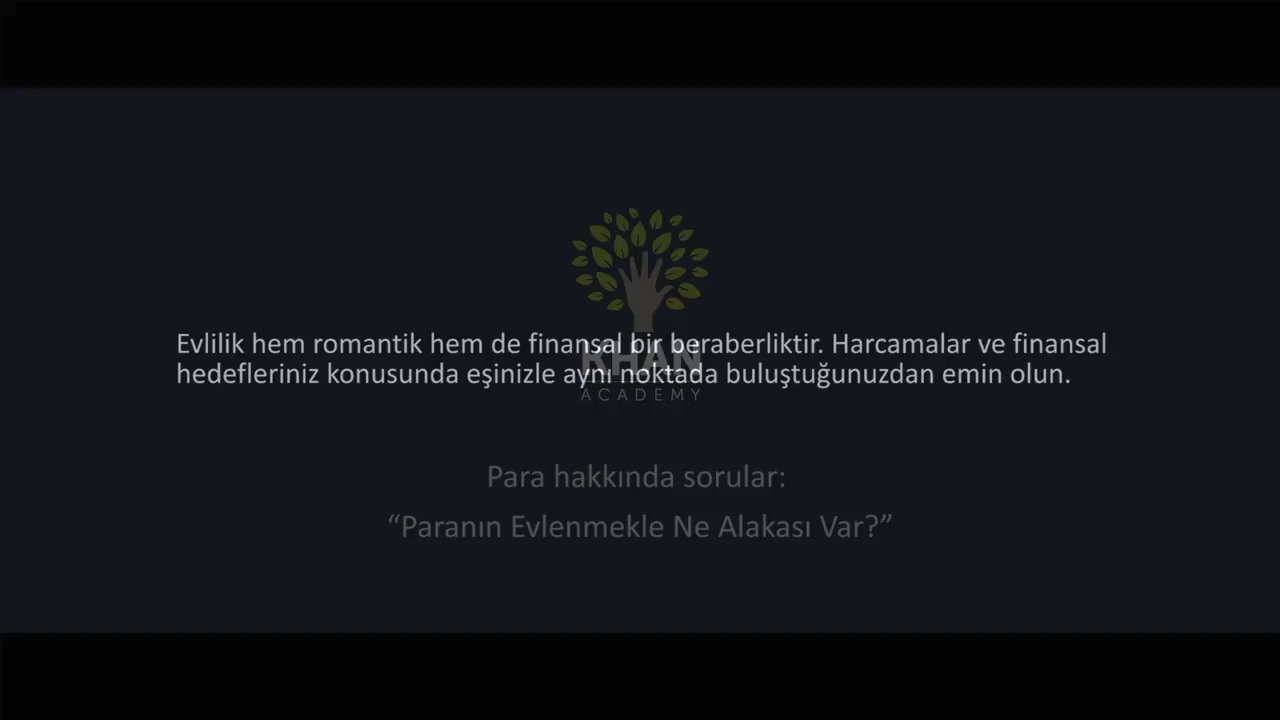 Evlilik hem romantik hem de finansal bir beraberliktir. Harcamalar ve finansal
hedefleriniz konusunda eşinizle aynı noktada buluştuğunuzdan emin olun.
KHAN
ACADEMY
Para hakkında sorular:
“Paranın Evlenmekle Ne Alakası Var?”